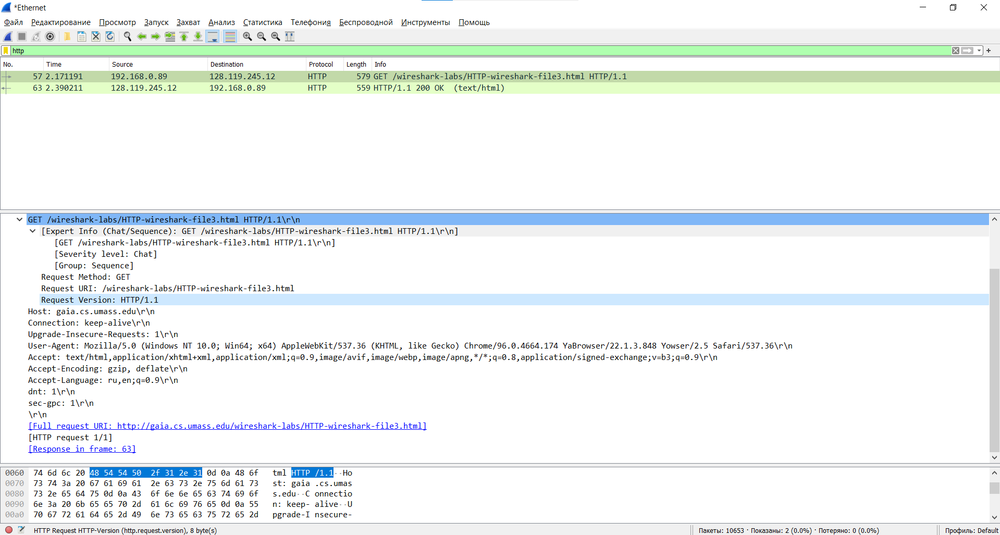 *Ethernet
Файл Редактирование Просмотр Запуск Захват Анализ Статистика Телефония Беспроводной Инструменты Помощь
http
No. Time Source Destination Protocol Length Info
57 2.171191 192.168.0.89 128.119.245.12 HTTP 579 GET /wireshark-labs/HTTP-wireshark-file3.html HTTP/1.1
63 2.390211 128.119.245.12 192.168.0.89 HTTP 559 HTTP/1.1 200 OK (text/html)
GET /wireshark-labs/HTTP-wireshark-file3.html HTTP/1.1\r\n
[Expert Info (Chat/Sequence): GET /wireshark-labs/HTTP-wireshark-file3.html HTTP/1.1\r\n]
[GET /wireshark-labs/HTTP-wireshark-file3.html HTTP/1.1\r\n]
[Severity level: Chat]
[Group: Sequence]
Request Method: GET
Request URI: /wireshark-labs/HTTP-wireshark-file3.html
Request Version: HTTP/1.1
Host: gaia.cs.umass.edu\r\n
Connection: keep-alive\r\n
Upgrade-Insecure-Requests: 1\r\n
User-Agent: Mozilla/5.0 (Windows NT 10.0; Win64; x64) AppleWebKit/537.36 (KHTML, like Gecko) Chrome/96.0.4664.174 YaBrowser/22.1.3.848 Yowser/2.5 Safari/537.36\r\n
Accept: text/html,application/xhtml+xml,application/xml;q=0.9,image/avif,image/webp,image/apng,*/*;q=0.8,application/signed-exchange;v=b3;q=0.9\r\n
Accept-Encoding: gzip, deflate\r\n
Accept-Language: ru,en;q=0.9\r\n
dnt: 1\r\n
sec-gpc: 1\r\n
\r\n
[Full request URI: http://gaia.cs.umass.edu/wireshark-labs/HTTP-wireshark-file3.html]
[HTTP request 1/1]
[Response in frame: 63]
0060 74 6d 6c 20 48 54 54 50 2f 31 2e 31 0d 0a 48 6f tml HTTP /1.1··Ho
0070 73 74 3a 20 67 61 69 61 2e 63 73 2e 75 6d 61 73 st: gaia .cs.umas
0080 73 2e 65 64 75 0d 0a 43 6f 6e 6e 65 63 74 69 6f s.edu··C onnectio
0090 6e 3a 20 6b 65 65 70 2d 61 6c 69 76 65 0d 0a 55 n: keep- alive··U
00a0 70 67 72 61 64 65 2d 49 6e 73 65 63 75 72 65 2d pgrade-I nsecure-
HTTP Request HTTP-Version (http.request.version), 8 byte(s) Пакеты: 10653 · Показаны: 2 (0.0%) · Потеряно: 0 (0.0%) Профиль: Default